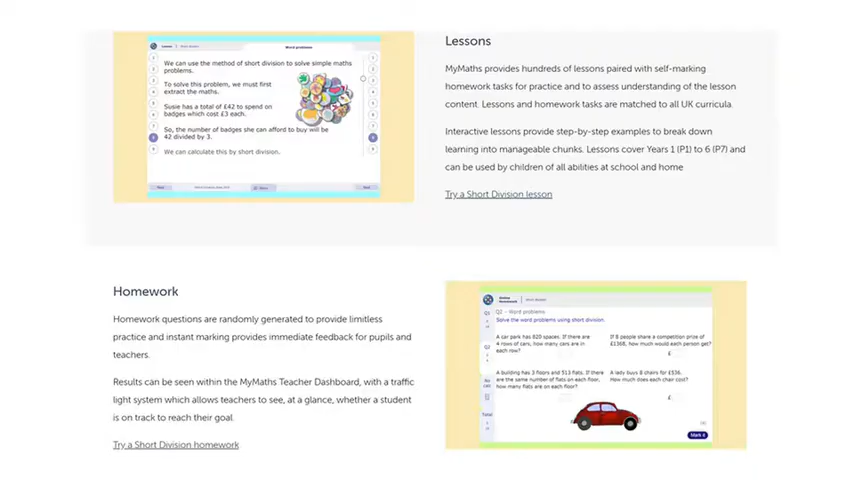 Word problems
We can use the method of short division to solve simple maths
problems.
To solve this problem, we must first
extract the maths.
Susie has a total of £42 to spend on
badges which cost £3 each.
So, the number of badges she can afford to buy will be
42 divided by 3.
We can calculate this by short division.
Lessons
MyMaths provides hundreds of lessons paired with self-marking
homework tasks for practice and to assess understanding of the lesson
content. Lessons and homework tasks are matched to all UK curricula.
Interactive lessons provide step-by-step examples to break down
learning into manageable chunks. Lessons cover Years 1 (P1) to 6 (P7) and
can be used by children of all abilities at school and home
Try a Short Division lesson
Homework
Homework questions are randomly generated to provide limitless
practice and instant marking provides immediate feedback for pupils and
teachers.
Results can be seen within the MyMaths Teacher Dashboard, with a traffic
light system which allows teachers to see, at a glance, whether a student
is on track to reach their goal.
Try a Short Division homework
Online
Homework
Short division
Q1
Q2
Total
Q2 - Word problems
Solve the word problems using short division.
A car park has 820 spaces. If there are
4 rows of cars, how many cars are in
each row?
If 8 people share a competition prize of
£1368, how much would each person get?
£
A building has 3 floors and 513 flats. If there
are the same number of flats on each floor,
how many flats are on each floor?
A lady buys 8 chairs for £536.
How much does each chair cost?
£